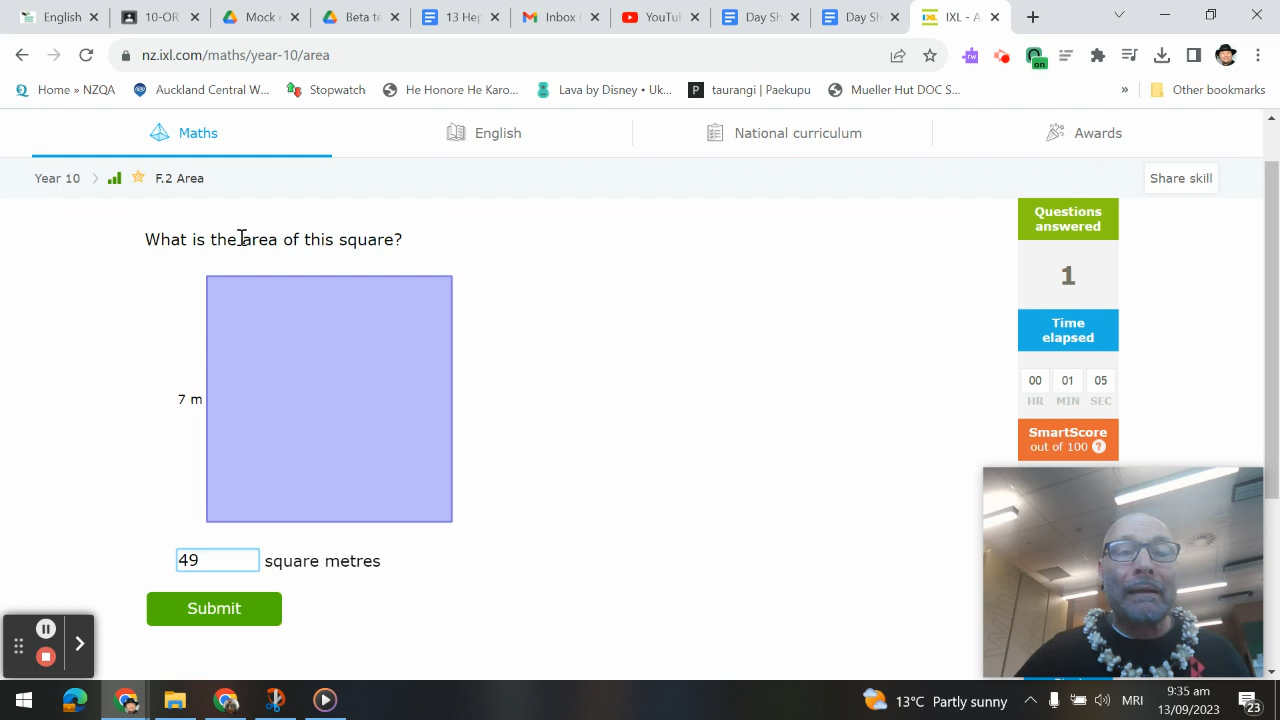 English
10-OR
Mock
Beta te
13 Hep
Inbox
YouTu
Day Sh
Day Sh
IXL - A
nz.ixl.com/maths/year-10/area
on
Home » NZQA
Auckland Central W...
Stopwatch
He Honore He Karo...
Lava by Disney • Uk...
taurangi | Paekupu
Mueller Hut DOC S...
»
Other bookmarks
Maths
English
National curriculum
Awards
Year 10
F.2 Area
Share skill
What is the area of this square?
7 m
49 square metres
Submit
Questions
answered
1
Time
elapsed
00 01 05
HR MIN SEC
SmartScore
out of 100 ?
13°C Partly sunny
MRI
9:35 am
13/09/2023
23